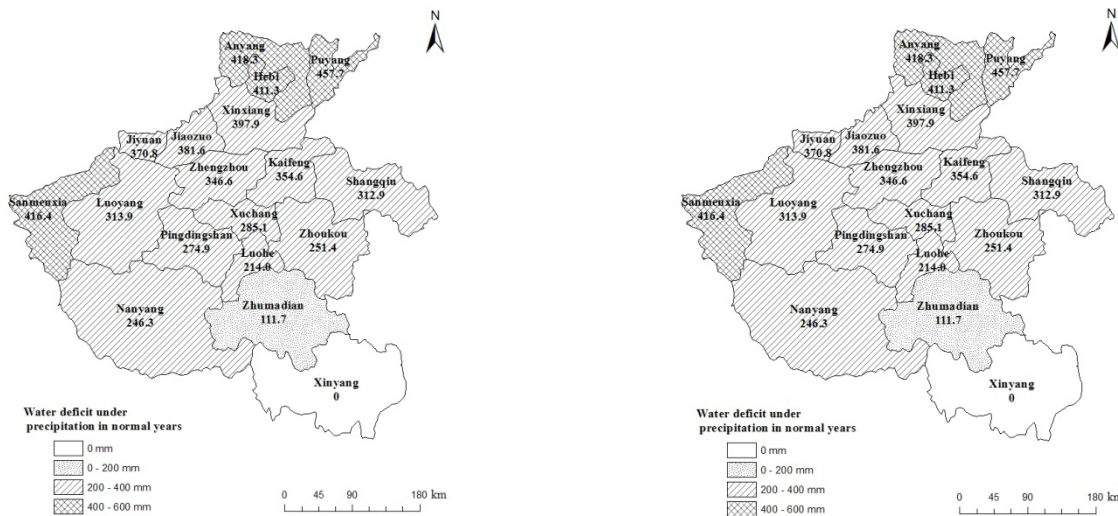 N
Anyang
418.3
Puyang
457.7
Hebi
411.3
Xinxiang
397.9
Jiyuan
370.8
Jiaozuo
381.6
Zhengzhou
346.6
Kaifeng
354.6
Shangqiu
312.9
Sanmenxia
416.4
Luoyang
313.9
Xuchang
285.1
Pingdingshan
274.9
Zhoukou
251.4
Luohe
214.0
Nanyang
246.3
Zhumadian
111.7
Xinyang
0
Water deficit under
precipitation in normal years
0 mm
0 - 200 mm
200 - 400 mm
400 - 600 mm
0 45 90 180 km
N
Anyang
418.3
Puyang
457.7
Hebi
411.3
Xinxiang
397.9
Jiyuan
370.8
Jiaozuo
381.6
Zhengzhou
346.6
Kaifeng
354.6
Shangqiu
312.9
Sanmenxia
416.4
Luoyang
313.9
Xuchang
285.1
Pingdingshan
274.9
Zhoukou
251.4
Luohe
214.0
Nanyang
246.3
Zhumadian
111.7
Xinyang
0
Water deficit under
precipitation in normal years
0 mm
0 - 200 mm
200 - 400 mm
400 - 600 mm
0 45 90 180 km